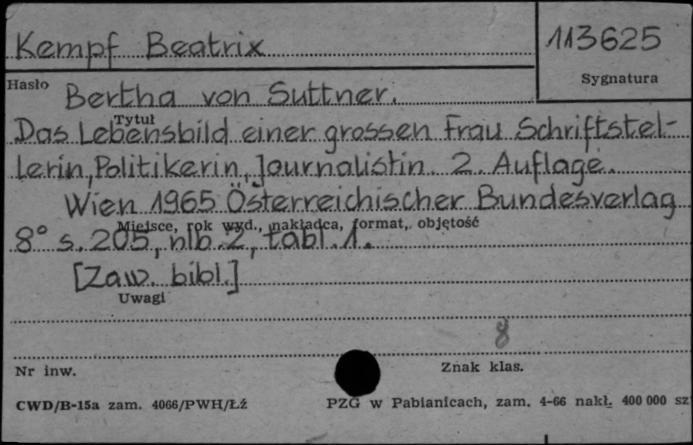 Kempf Beatrix
113625
Hasło
Sygnatura
Bertha von Suttner.
Tytuł
Das Lebensbild einer grossen Frau Schriftstel-
lerin, Politikerin, Journalistin. 2. Auflage.
Wien 1965 Österreichischer Bundesverlag
Miejsce, rok wyd., nakładca, format, objętość
8° s. 205, nlb. 2, tabl. 1.
[Zaw. bibl.]
Uwagi
8
Nr inw.
Znak klas.
CWD/B-15a zam. 4066/PWH/Łź
PZG w Pabianicach, zam. 4-66 nakł. 400 000 sz